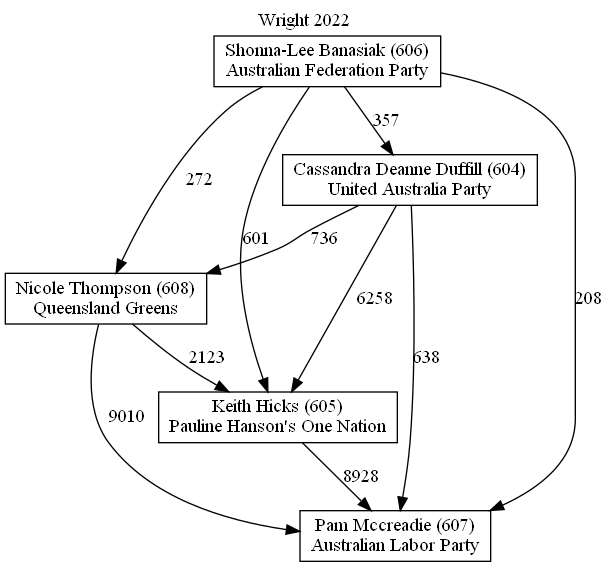 Wright 2022
Shonna-Lee Banasiak (606)
Australian Federation Party
357
Cassandra Deanne Duffill (604)
United Australia Party
272
601
736
Nicole Thompson (608)
Queensland Greens
6258
208
2123
638
Keith Hicks (605)
Pauline Hanson's One Nation
9010
8928
Pam Mccreadie (607)
Australian Labor Party